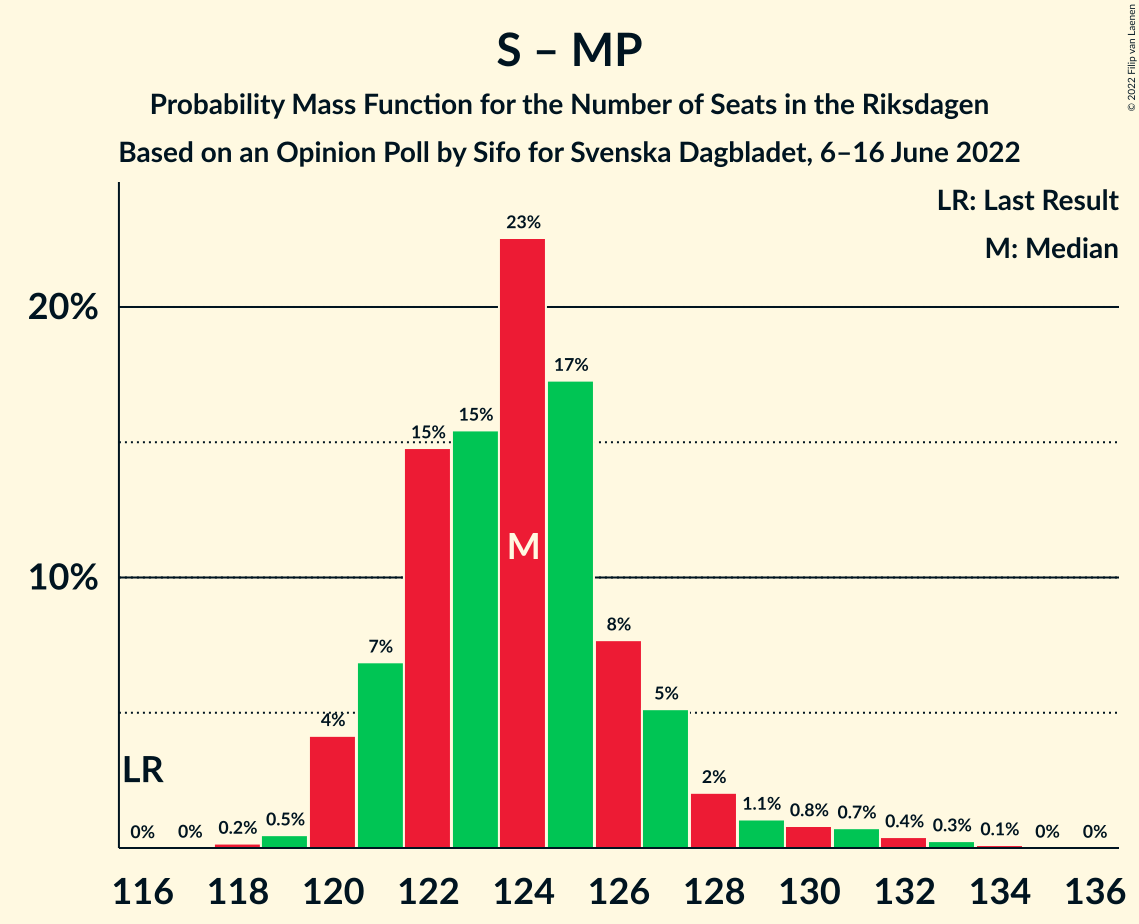 S – MP
Probability Mass Function for the Number of Seats in the Riksdagen
Based on an Opinion Poll by Sifo for Svenska Dagbladet, 6–16 June 2022
© 2022 Filip van Laenen
LR: Last Result
M: Median
20%
10%
0%
0%
0.2%
0.5%
4%
7%
15%
15%
23%
17%
8%
5%
2%
1.1%
0.8%
0.7%
0.4%
0.3%
0.1%
0%
0%
M
LR
116 118 120 122 124 126 128 130 132 134 136